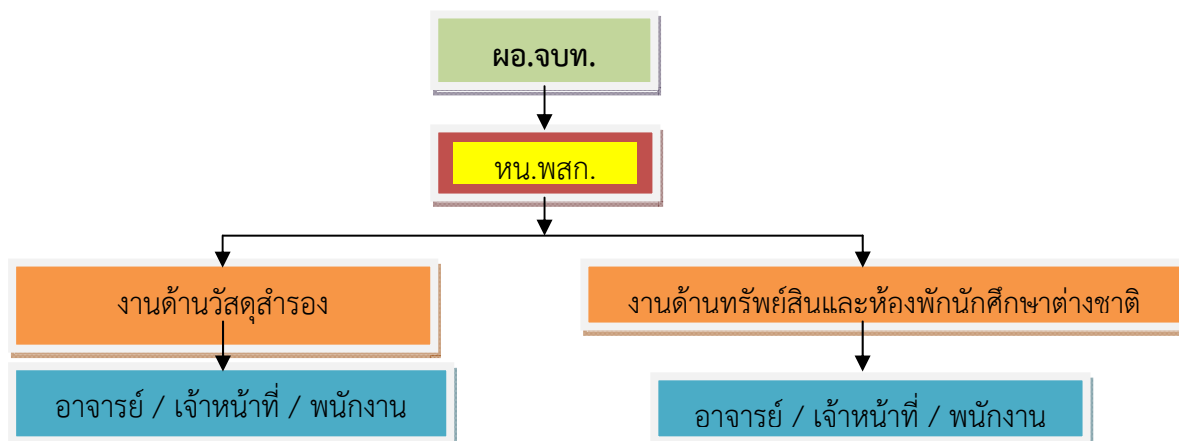 ผอ.จบท.
หน.พสก.
งานด้านวัสดุสำรอง
งานด้านทรัพย์สินและห้องพักนักศึกษาต่างชาติ
อาจารย์ / เจ้าหน้าที่ / พนักงาน
อาจารย์ / เจ้าหน้าที่ / พนักงาน